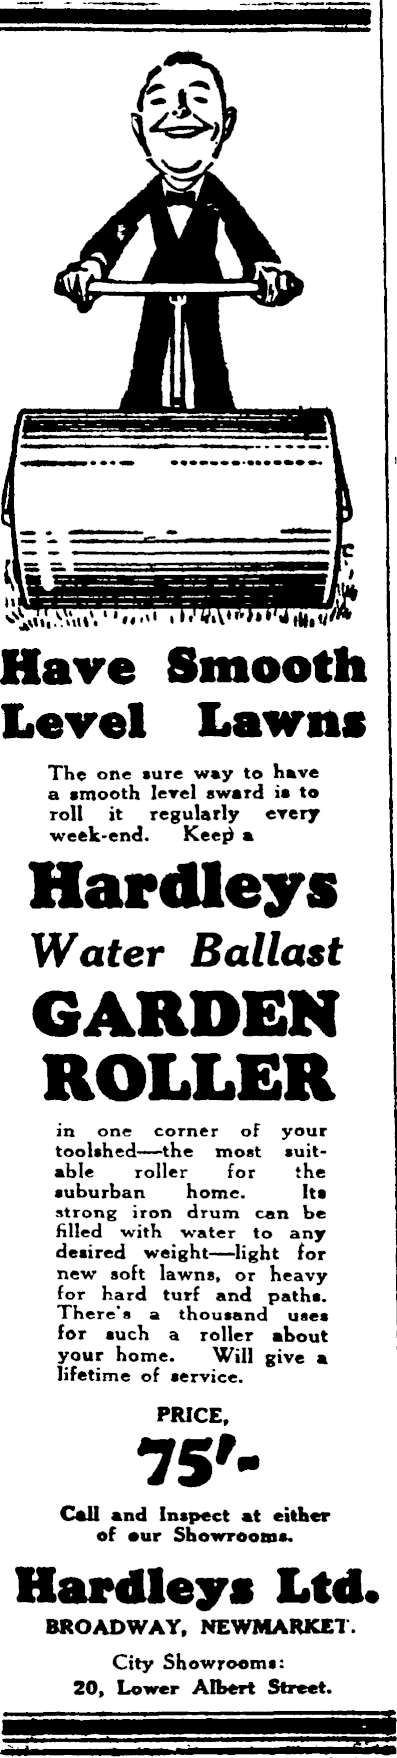 Have Smooth
Level Lawns
The one sure way to have
a smooth level sward is to
roll it regularly every
week-end. Keep a
Hardleys
Water Ballast
GARDEN
ROLLER
in one corner of your
toolshed—the most suit-
able roller for the
suburban home. Its
strong iron drum can be
filled with water to any
desired weight—light for
new soft lawns, or heavy
for hard turf and paths.
There's a thousand uses
for such a roller about
your home. Will give a
lifetime of service.
PRICE,
75'-
Call and Inspect at either
of our Showrooms.
Hardleys Ltd.
BROADWAY, NEWMARKET.
City Showrooms:
20, Lower Albert Street.